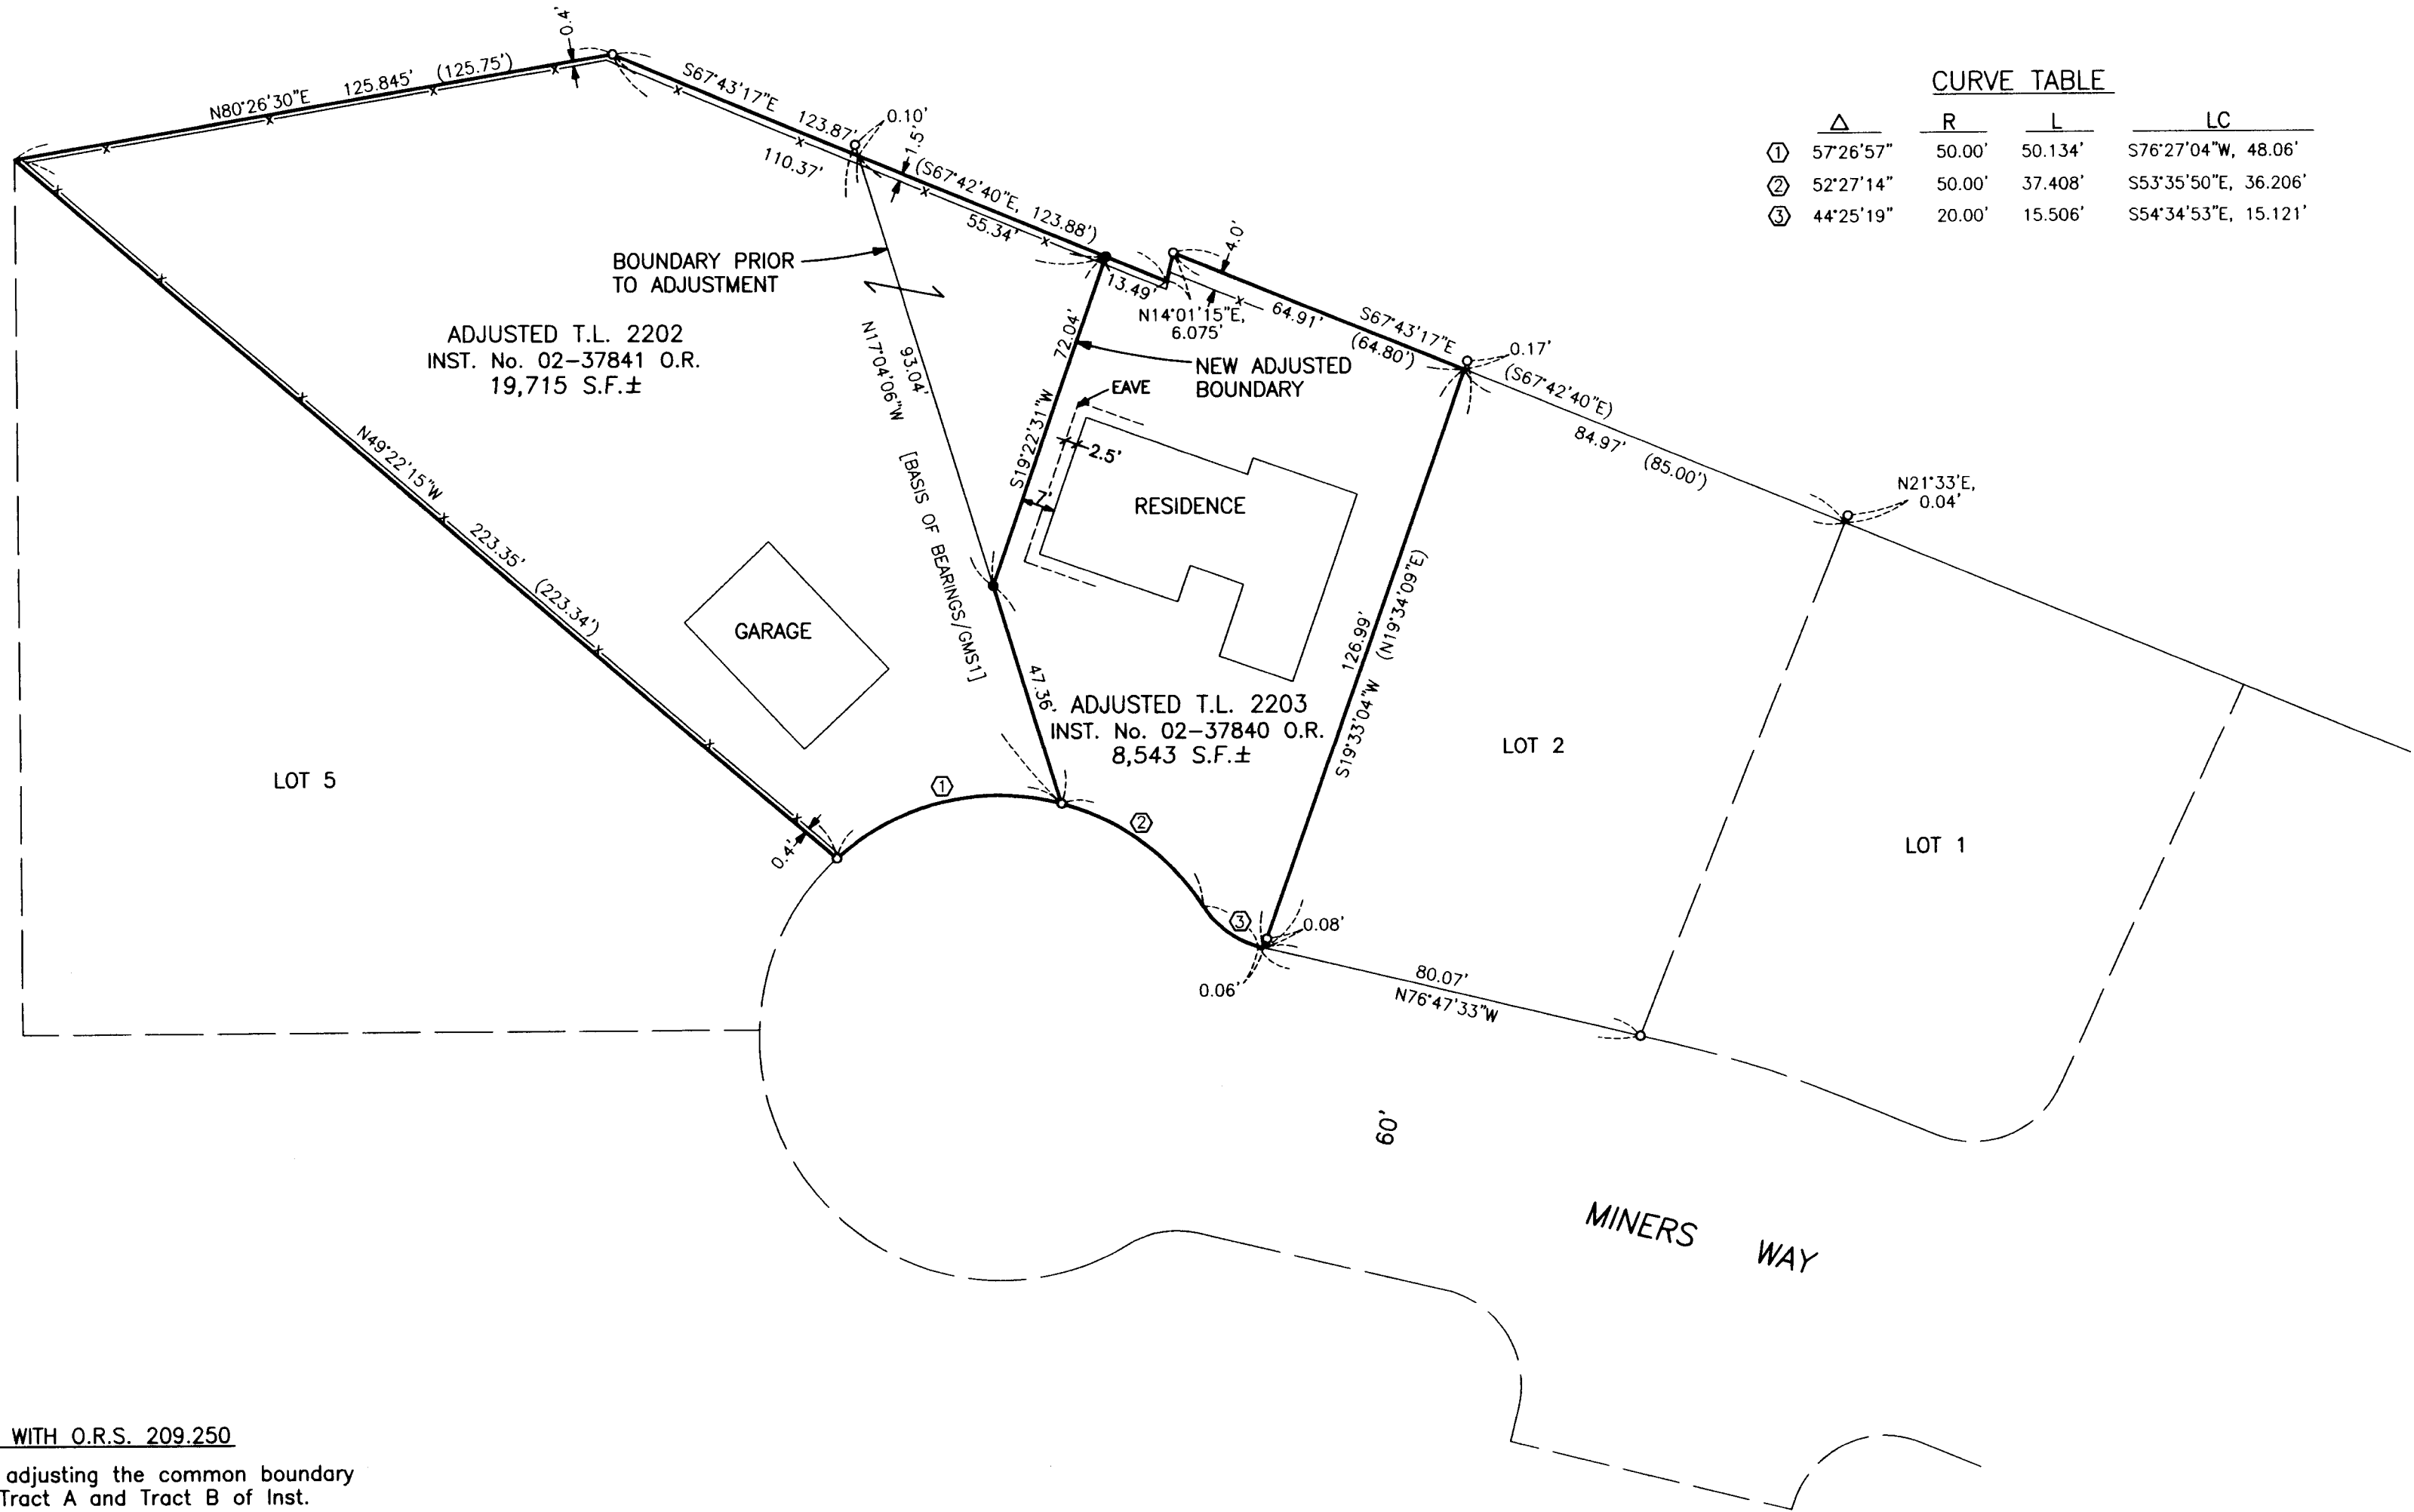 CURVE TABLE
△ R L LC
1 57°26'57" 50.00' 50.134' S76°27'04"W, 48.06'
2 52°27'14" 50.00' 37.408' S53°35'50"E, 36.206'
3 44°25'19" 20.00' 15.506' S54°34'53"E, 15.121'
0.4'
N80°26'30"E 125.845' (125.75')
S67°43'17"E
123.87'
110.37'
0.10'
1.5'
(S67°42'40"E, 123.88')
55.34'
13.49'
4.0'
N14°01'15"E,
6.075'
64.91'
S67°43'17"E
(64.80')
0.17'
(S67°42'40"E)
84.97' (85.00')
N21°33'E,
0.04'
BOUNDARY PRIOR
TO ADJUSTMENT
ADJUSTED T.L. 2202
INST. No. 02-37841 O.R.
19,715 S.F.±
93.04'
N17°04'06"W [BASIS OF BEARINGS/GMS1]
72.04'
S19°22'31"W
NEW ADJUSTED
BOUNDARY
EAVE
2.5'
7'
RESIDENCE
N49°22'15"W
223.35' (223.34')
GARAGE
47.36'
ADJUSTED T.L. 2203
INST. No. 02-37840 O.R.
8,543 S.F.±
126.99'
S19°33'04"W (N19°34'09"E)
LOT 2
LOT 1
LOT 5
0.4'
1
2
3
0.08'
0.06'
80.07'
N76°47'33"W
60'
MINERS WAY
WITH O.R.S. 209.250
adjusting the common boundary
Tract A and Tract B of Inst.